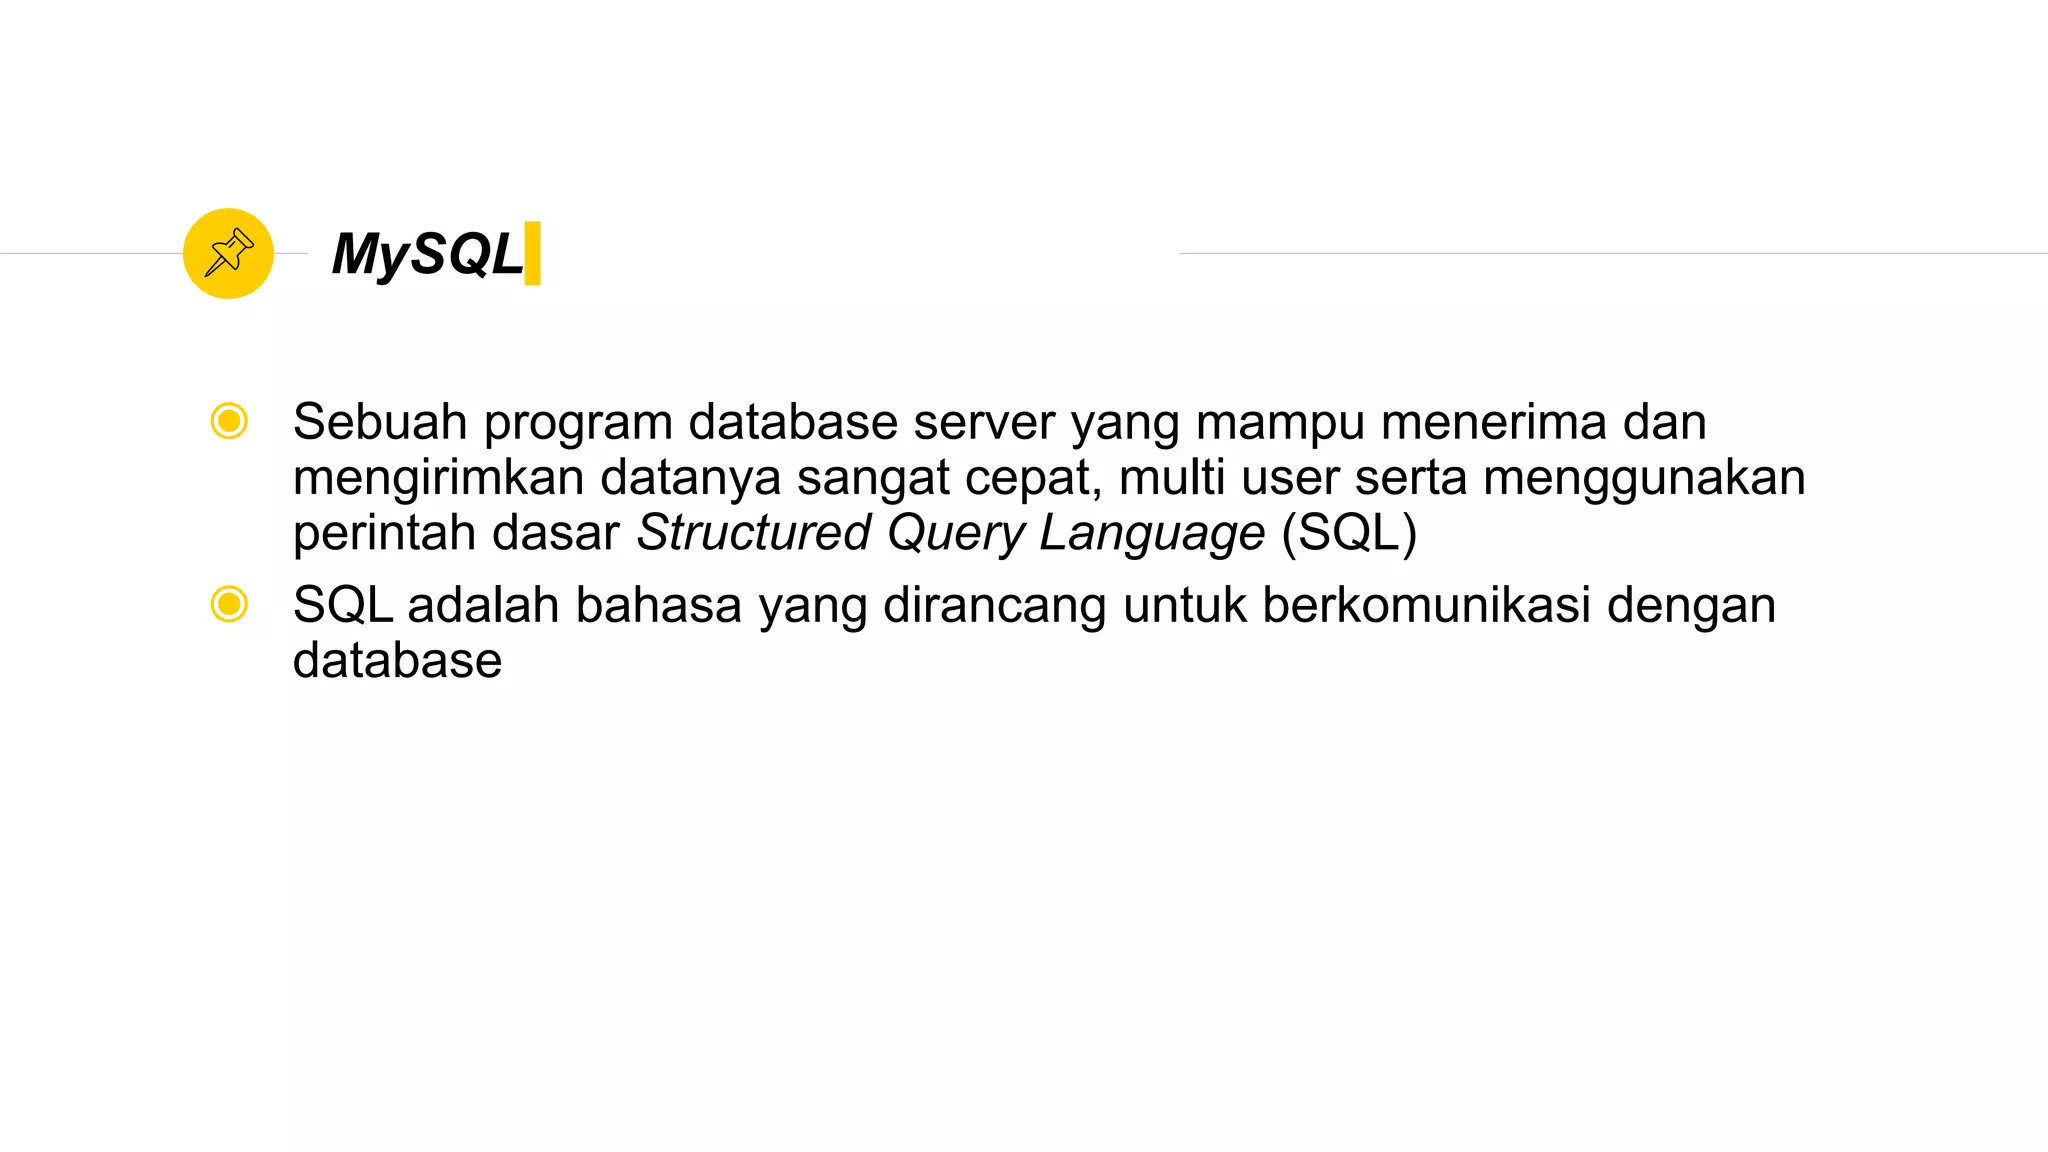 MySQL
Sebuah program database server yang mampu menerima dan
mengirimkan datanya sangat cepat, multi user serta menggunakan
perintah dasar Structured Query Language (SQL)
SQL adalah bahasa yang dirancang untuk berkomunikasi dengan
database